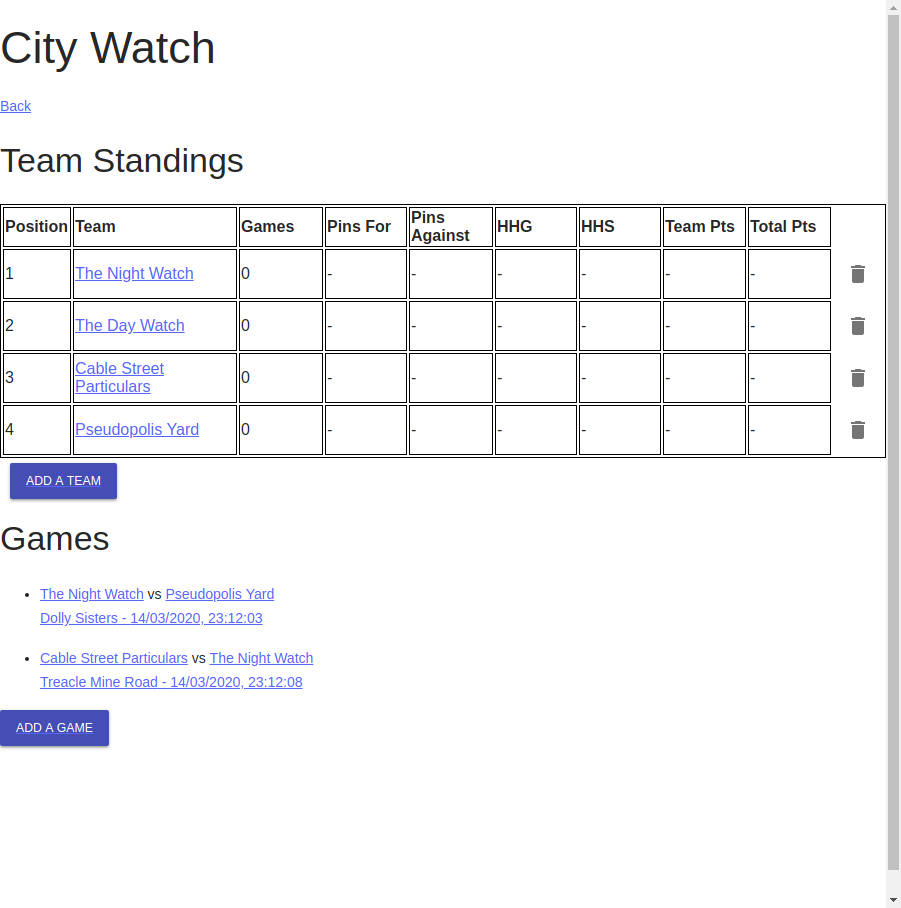 City Watch
Back
Team Standings
Position Team Games Pins For Pins Against HHG HHS Team Pts Total Pts
1 The Night Watch 0 - - - - - -
2 The Day Watch 0 - - - - - -
3 Cable Street Particulars 0 - - - - - -
4 Pseudopolis Yard 0 - - - - - -
ADD A TEAM
Games
• The Night Watch vs Pseudopolis Yard
Dolly Sisters - 14/03/2020, 23:12:03
• Cable Street Particulars vs The Night Watch
Treacle Mine Road - 14/03/2020, 23:12:08
ADD A GAME